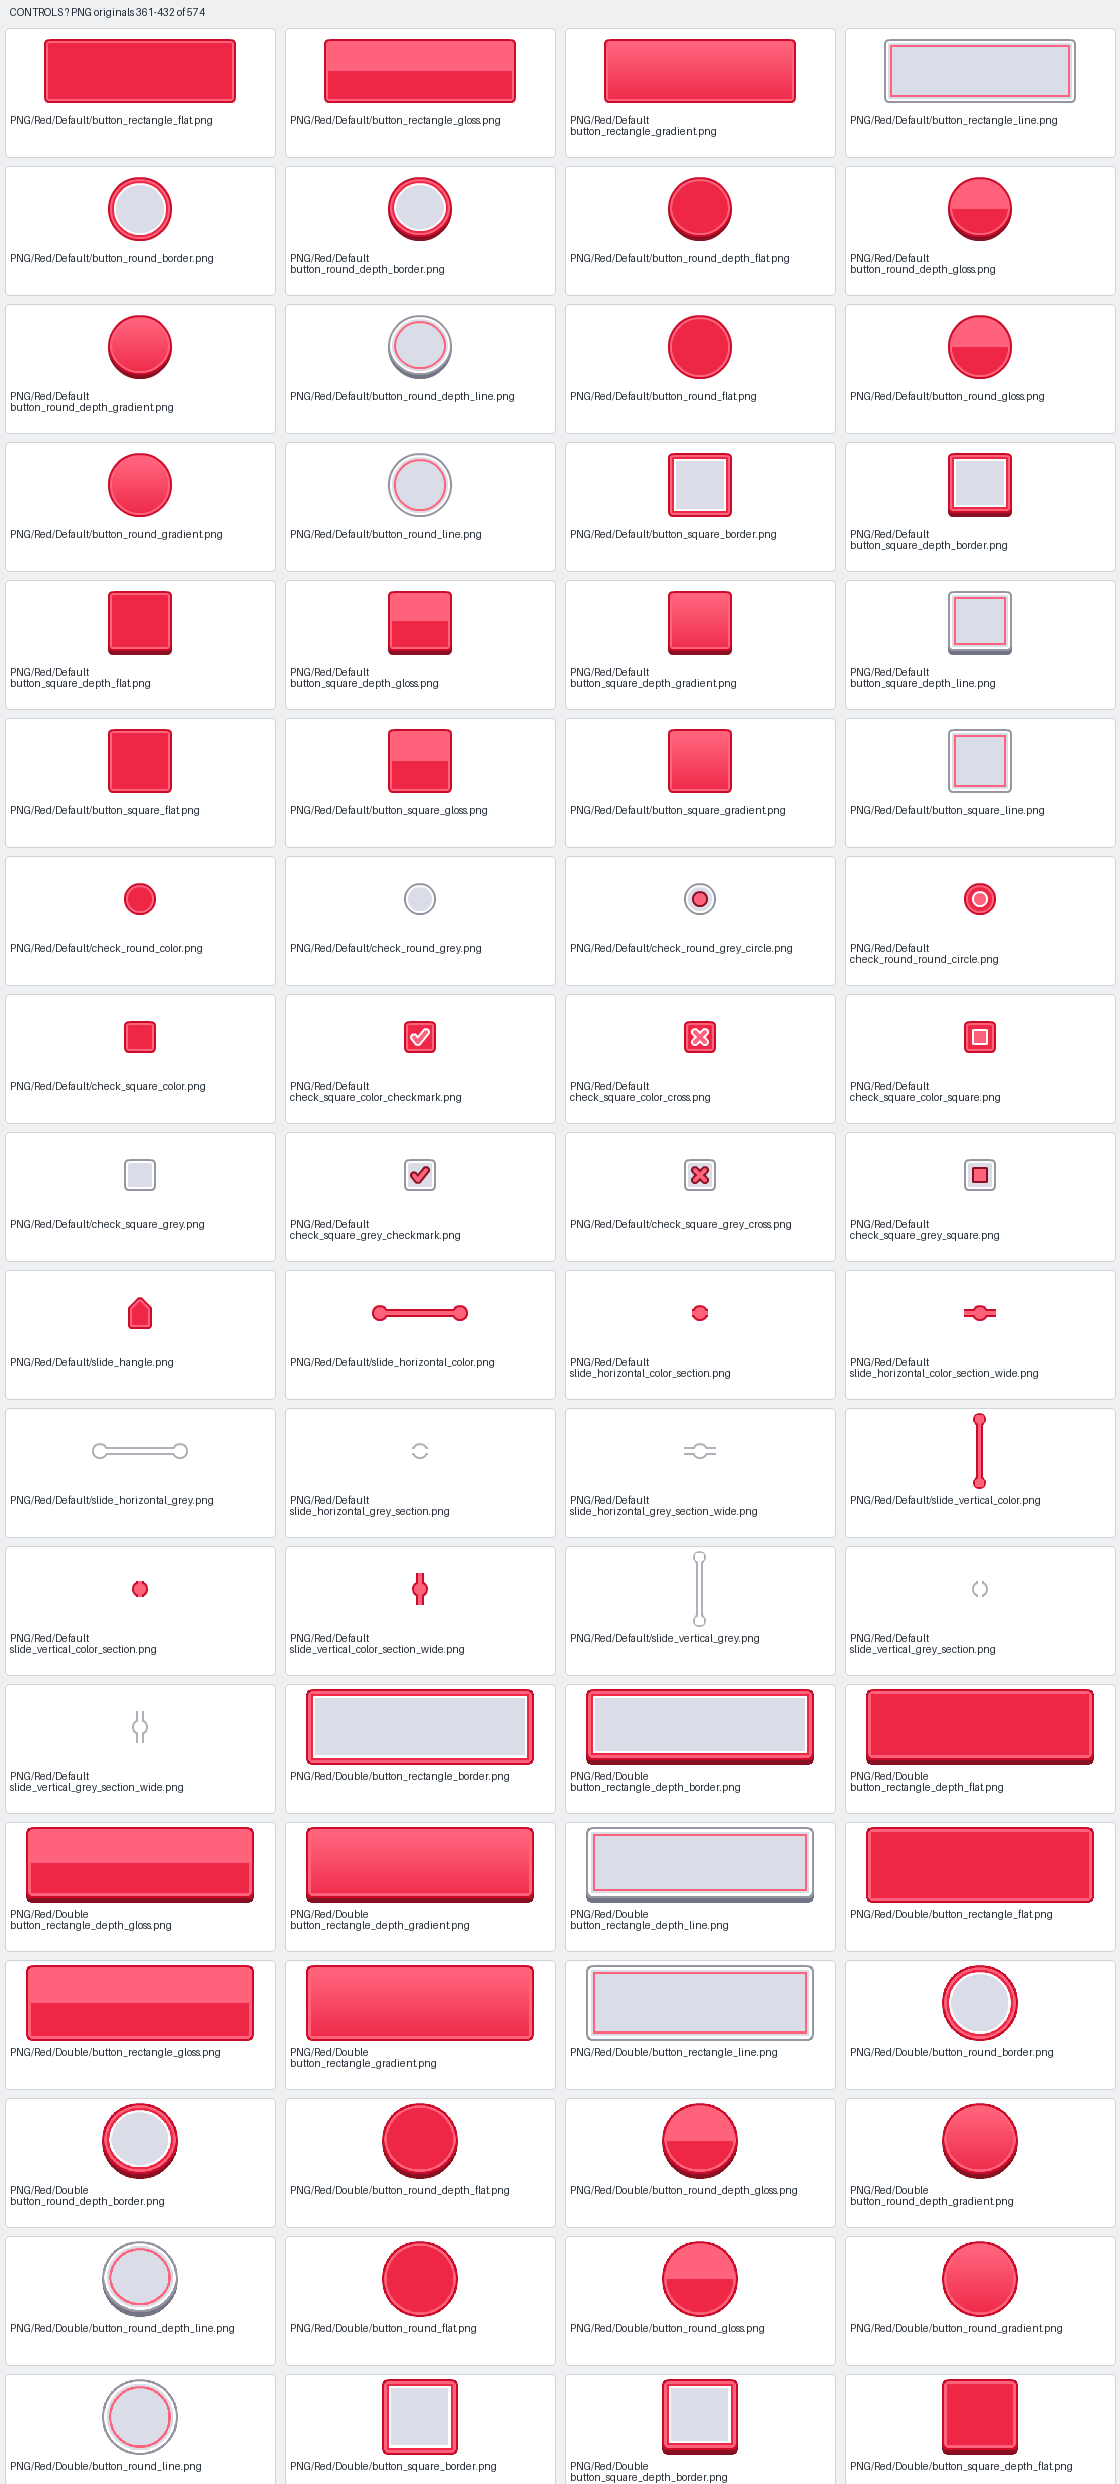 CONTROLS ? PNG originals 361-432 of 574
PNG/Red/Default/button_rectangle_flat.png
PNG/Red/Default/button_rectangle_gloss.png
PNG/Red/Default
button_rectangle_gradient.png
PNG/Red/Default/button_rectangle_line.png
PNG/Red/Default/button_round_border.png
PNG/Red/Default
button_round_depth_border.png
PNG/Red/Default/button_round_depth_flat.png
PNG/Red/Default
button_round_depth_gloss.png
PNG/Red/Default
button_round_depth_gradient.png
PNG/Red/Default/button_round_depth_line.png
PNG/Red/Default/button_round_flat.png
PNG/Red/Default/button_round_gloss.png
PNG/Red/Default/button_round_gradient.png
PNG/Red/Default/button_round_line.png
PNG/Red/Default/button_square_border.png
PNG/Red/Default
button_square_depth_border.png
PNG/Red/Default
button_square_depth_flat.png
PNG/Red/Default
button_square_depth_gloss.png
PNG/Red/Default
button_square_depth_gradient.png
PNG/Red/Default
button_square_depth_line.png
PNG/Red/Default/button_square_flat.png
PNG/Red/Default/button_square_gloss.png
PNG/Red/Default/button_square_gradient.png
PNG/Red/Default/button_square_line.png
PNG/Red/Default/check_round_color.png
PNG/Red/Default/check_round_grey.png
PNG/Red/Default/check_round_grey_circle.png
PNG/Red/Default
check_round_round_circle.png
PNG/Red/Default/check_square_color.png
PNG/Red/Default
check_square_color_checkmark.png
PNG/Red/Default
check_square_color_cross.png
PNG/Red/Default
check_square_color_square.png
PNG/Red/Default/check_square_grey.png
PNG/Red/Default
check_square_grey_checkmark.png
PNG/Red/Default/check_square_grey_cross.png
PNG/Red/Default
check_square_grey_square.png
PNG/Red/Default/slide_hangle.png
PNG/Red/Default/slide_horizontal_color.png
PNG/Red/Default
slide_horizontal_color_section.png
PNG/Red/Default
slide_horizontal_color_section_wide.png
PNG/Red/Default/slide_horizontal_grey.png
PNG/Red/Default
slide_horizontal_grey_section.png
PNG/Red/Default
slide_horizontal_grey_section_wide.png
PNG/Red/Default/slide_vertical_color.png
PNG/Red/Default
slide_vertical_color_section.png
PNG/Red/Default
slide_vertical_color_section_wide.png
PNG/Red/Default/slide_vertical_grey.png
PNG/Red/Default
slide_vertical_grey_section.png
PNG/Red/Default
slide_vertical_grey_section_wide.png
PNG/Red/Double/button_rectangle_border.png
PNG/Red/Double
button_rectangle_depth_border.png
PNG/Red/Double
button_rectangle_depth_flat.png
PNG/Red/Double
button_rectangle_depth_gloss.png
PNG/Red/Double
button_rectangle_depth_gradient.png
PNG/Red/Double
button_rectangle_depth_line.png
PNG/Red/Double/button_rectangle_flat.png
PNG/Red/Double/button_rectangle_gloss.png
PNG/Red/Double
button_rectangle_gradient.png
PNG/Red/Double/button_rectangle_line.png
PNG/Red/Double/button_round_border.png
PNG/Red/Double
button_round_depth_border.png
PNG/Red/Double/button_round_depth_flat.png
PNG/Red/Double/button_round_depth_gloss.png
PNG/Red/Double
button_round_depth_gradient.png
PNG/Red/Double/button_round_depth_line.png
PNG/Red/Double/button_round_flat.png
PNG/Red/Double/button_round_gloss.png
PNG/Red/Double/button_round_gradient.png
PNG/Red/Double/button_round_line.png
PNG/Red/Double/button_square_border.png
PNG/Red/Double
button_square_depth_border.png
PNG/Red/Double/button_square_depth_flat.png